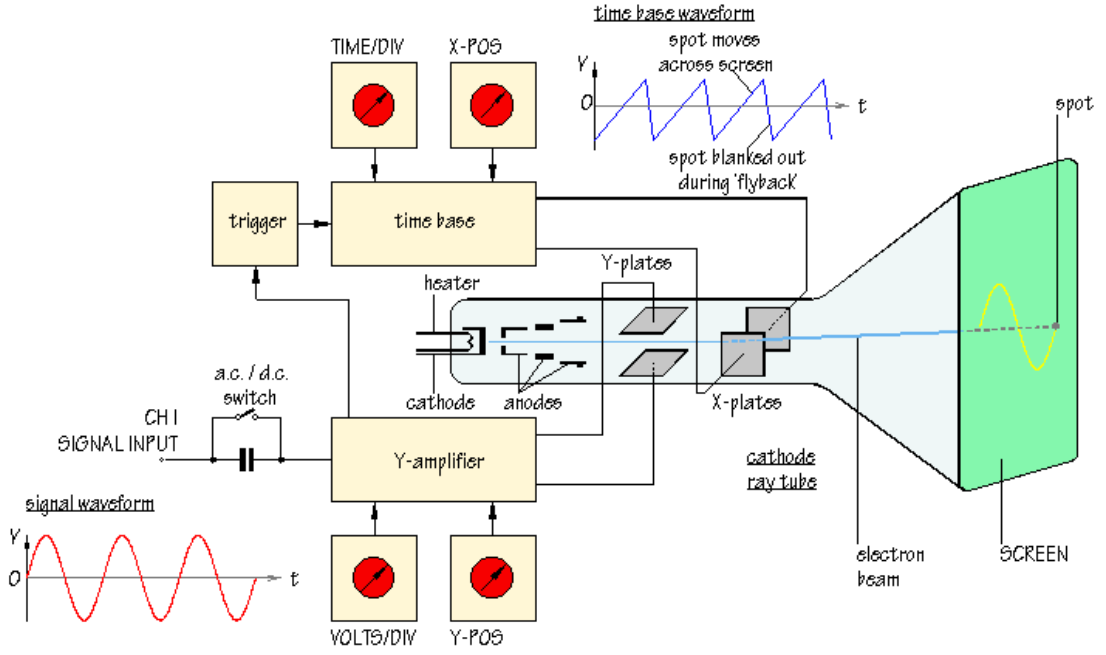 time base waveform
TIME/DIV
X-POS
spot moves
across screen
V
O
t
spot
spot blanked out
during 'flyback'
trigger
time base
Y-plates
heater
a.c. / d.c.
switch
cathode
anodes
X-plates
CH I
SIGNAL INPUT
Y-amplifier
cathode
ray tube
signal waveform
V
O
t
electron
beam
SCREEN
VOLTS/DIV
Y-POS